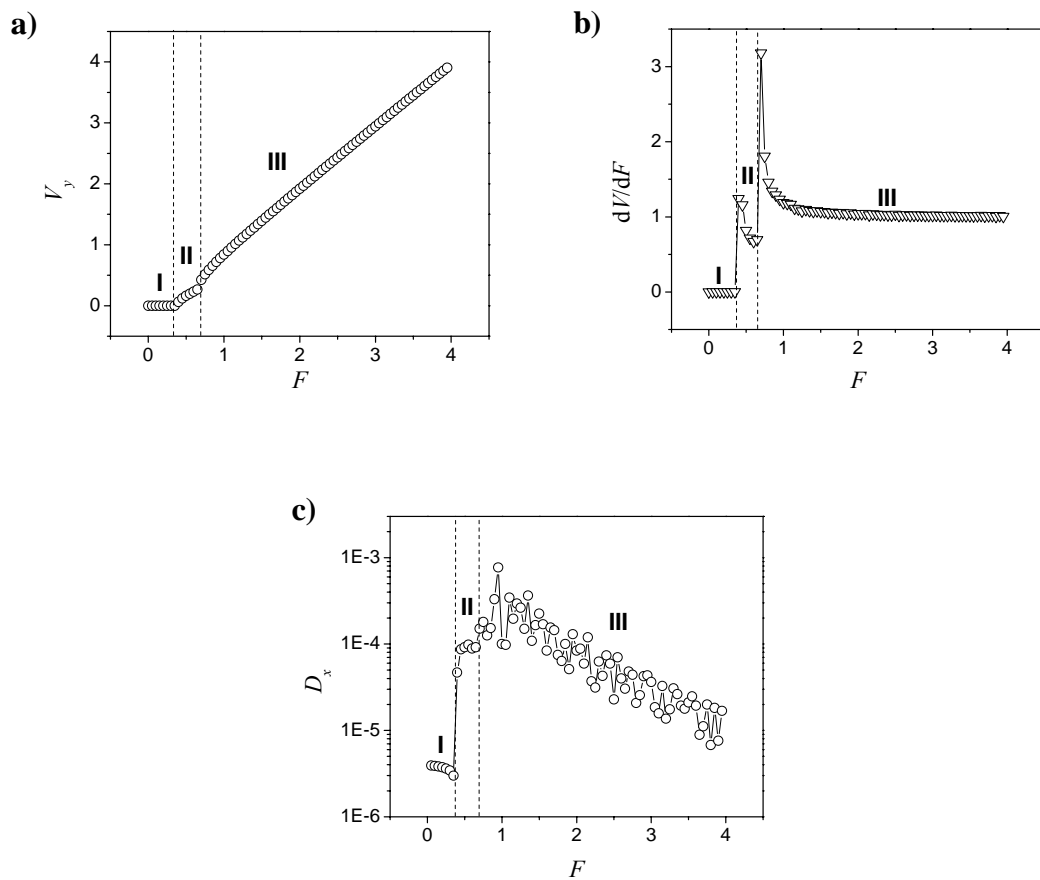 a)
V_y
4
3
2
1
0
I
II
III
0 1 2 3 4
F
b)
dV/dF
3
2
1
0
I
II
III
0 1 2 3 4
F
c)
D_x
1E-3
1E-4
1E-5
1E-6
I
II
III
0 1 2 3 4
F